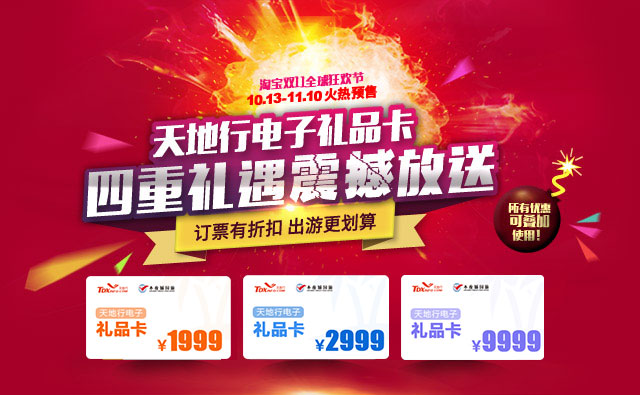 淘宝双11全球狂欢节
10.13-11.10火热预售
天地行电子礼品卡
四重礼遇震撼放送
订票有折扣 出游更划算
所有优惠
可叠加
使用!
天地行电子
礼品卡
¥1999
天地行电子
礼品卡
¥2999
天地行电子
礼品卡
¥9999